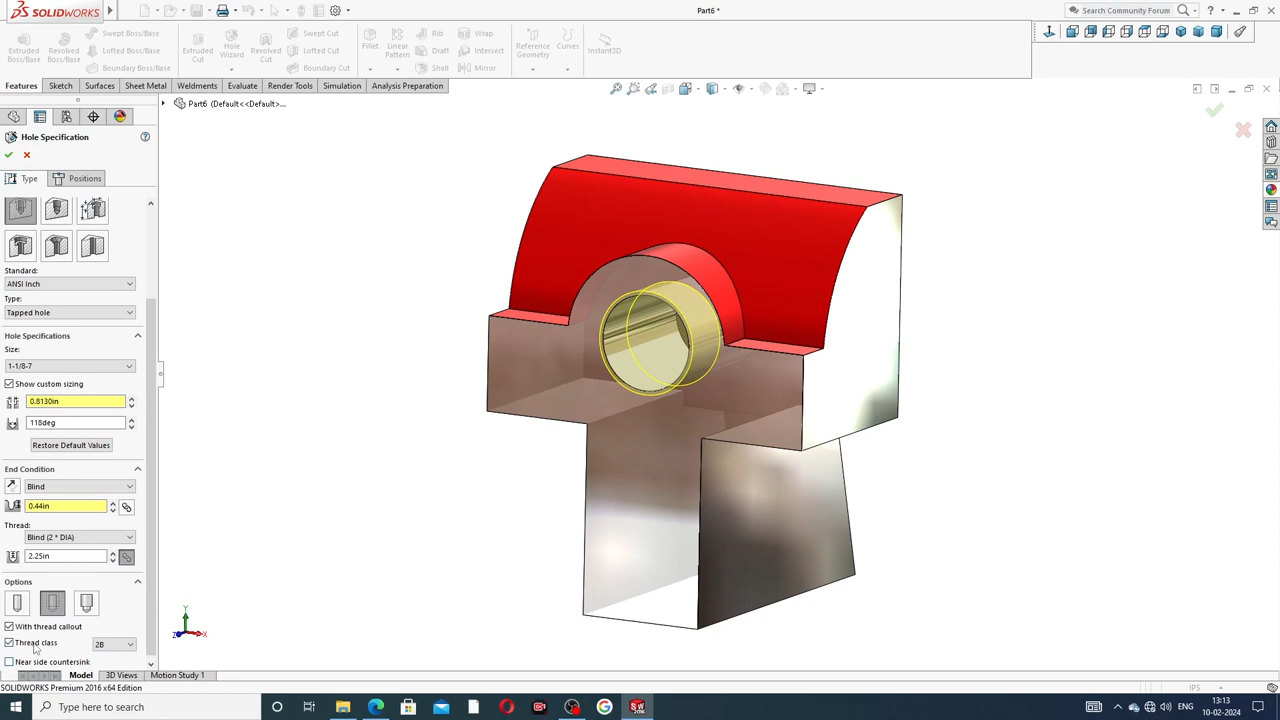 SOLIDWORKS
Part6 *
Search Community Forum
Extruded Boss/Base
Revolved Boss/Base
Swept Boss/Base
Lofted Boss/Base
Boundary Boss/Base
Extruded Cut
Hole Wizard
Revolved Cut
Swept Cut
Lofted Cut
Boundary Cut
Fillet
Linear Pattern
Rib
Draft
Shell
Wrap
Intersect
Mirror
Reference Geometry
Curves
Instant3D
Features
Sketch
Surfaces
Sheet Metal
Weldments
Evaluate
Render Tools
Simulation
Analysis Preparation
Part6 (Default<<Default>...
Hole Specification
Type
Positions
Standard:
ANSI Inch
Type:
Tapped hole
Hole Specifications
Size:
1-1/8-7
Show custom sizing
0.8130in
118deg
Restore Default Values
End Condition
Blind
0.44in
Thread:
Blind (2 * DIA)
2.25in
Options
With thread callout
Thread class
2B
Near side countersink
Y
Z
X
Model
3D Views
Motion Study 1
SOLIDWORKS Premium 2016 x64 Edition
IPS
Type here to search
ENG
13:13
10-02-2024